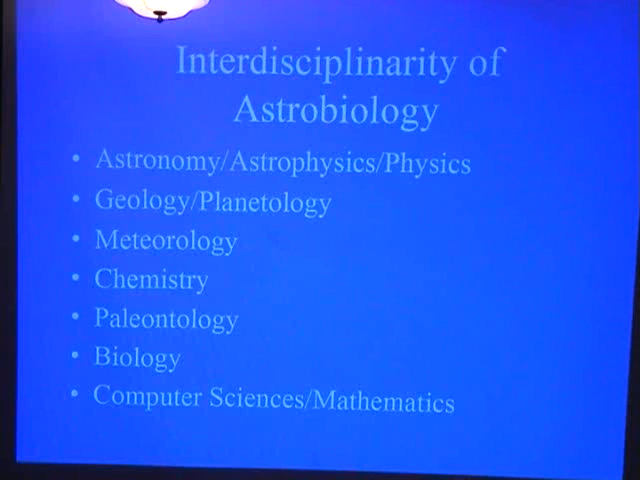 Interdisciplinarity of
Astrobiology
• Astronomy/Astrophysics/Physics
• Geology/Planetology
• Meteorology
• Chemistry
• Paleontology
• Biology
• Computer Sciences/Mathematics